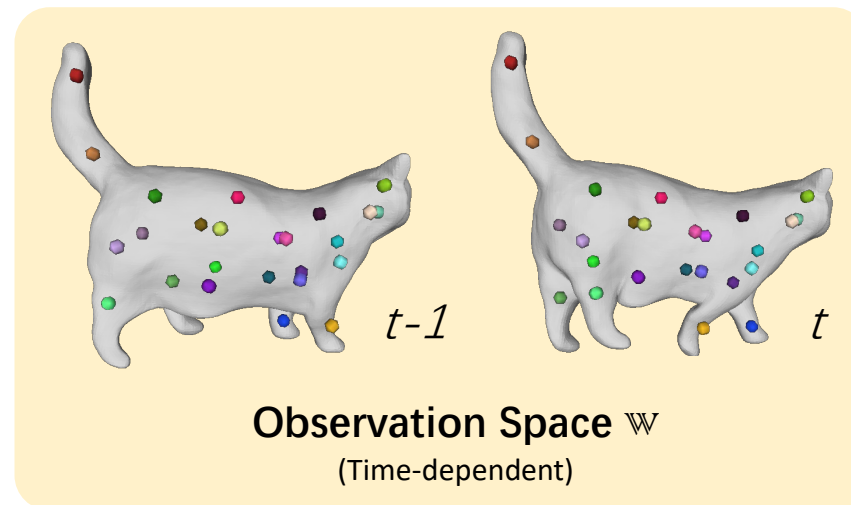 t-1
t
Observation Space 𝕎
(Time-dependent)